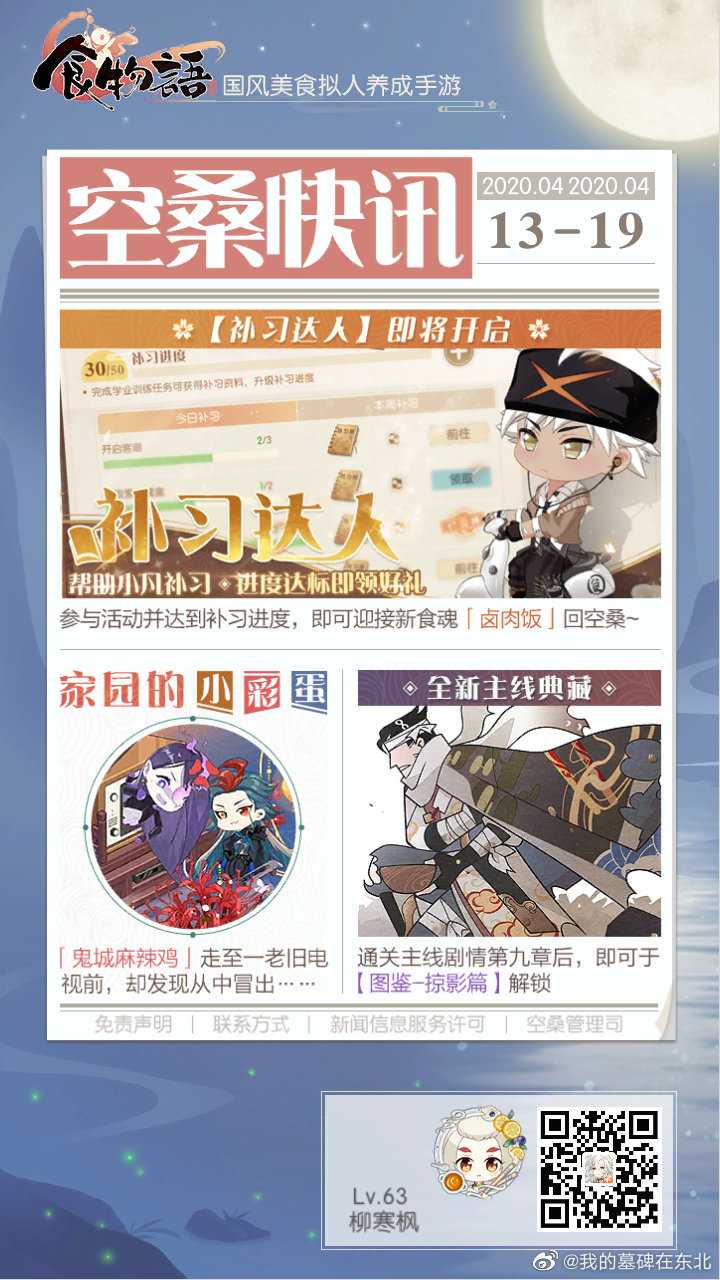 食物語
国风美食拟人养成手游
空桑快讯
2020.04 2020.04
13-19
【补习达人】即将开启
30/50 补习进度
完成学业训练任务可获得补习资料，升级补习进度
今日补习
本周补习
2/3
前往
1/2
领取
前往
补习达人
帮助小凡补习 进度达标即领好礼
参与活动并达到补习进度，即可迎接新食魂「卤肉饭」回空桑~
家园的小彩蛋
全新主线典藏
「鬼城麻辣鸡」走至一老旧电
视前，却发现从中冒出……
通关主线剧情第九章后，即可于
【图鉴-掠影篇】解锁
免责声明 | 联系方式 | 新闻信息服务许可 | 空桑管理司
Lv.63
柳寒枫
@我的墓碑在东北